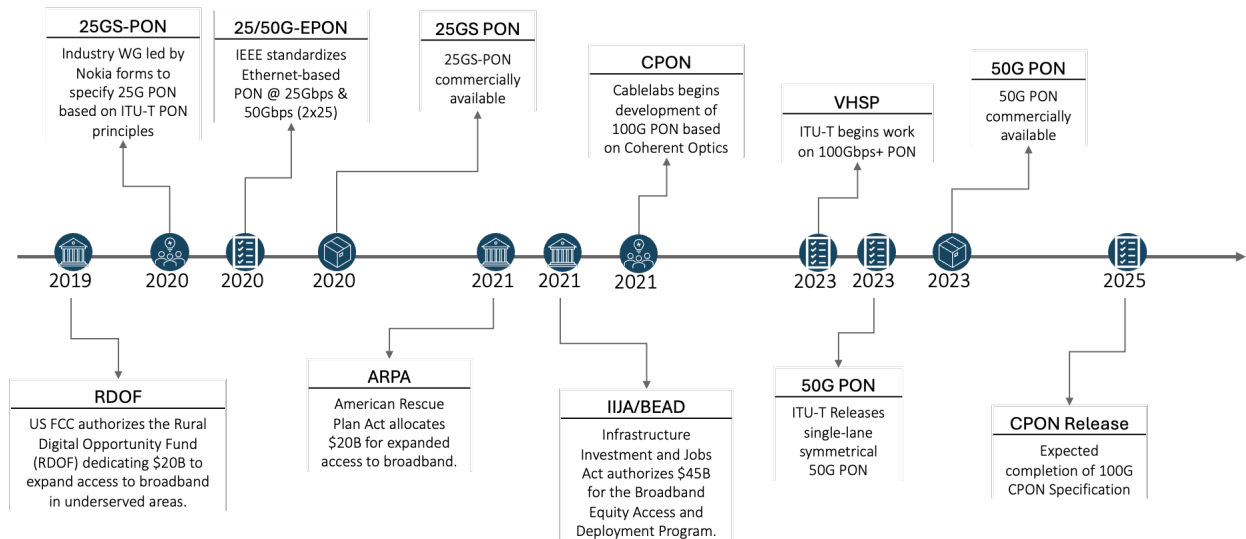 25GS-PON
Industry WG led by
Nokia forms to
specify 25G PON
based on ITU-T PON
principles
25/50G-EPON
IEEE standardizes
Ethernet-based
PON @ 25Gbps &
50Gbps (2x25)
25GS PON
25GS-PON
commercially
available
CPON
Cablelabs begins
development of
100G PON based
on Coherent Optics
VHSP
ITU-T begins work
on 100Gbps+ PON
50G PON
50G PON
commercially
available
2019
2020
2020
2020
2021
2021
2021
2023
2023
2023
2025
RDOF
US FCC authorizes the Rural
Digital Opportunity Fund
(RDOF) dedicating $20B to
expand access to broadband
in underserved areas.
ARPA
American Rescue
Plan Act allocates
$20B for expanded
access to broadband.
IIJA/BEAD
Infrastructure
Investment and Jobs
Act authorizes $45B
for the Broadband
Equity Access and
Deployment Program.
50G PON
ITU-T Releases
single-lane
symmetrical
50G PON
CPON Release
Expected
completion of 100G
CPON Specification